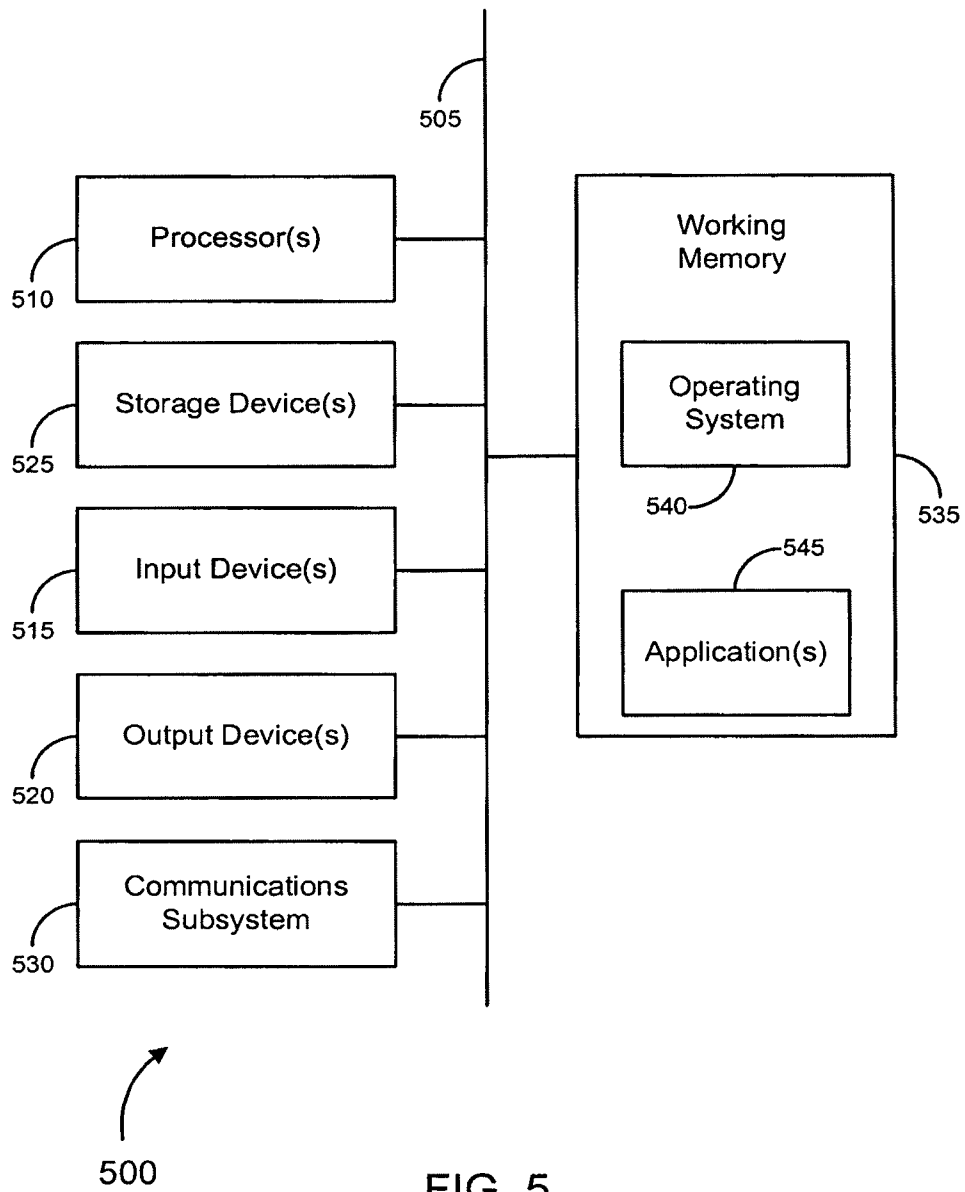 505
Processor(s)
510
Storage Device(s)
525
Input Device(s)
515
Output Device(s)
520
Communications
Subsystem
530
Working
Memory
Operating
System
540
535
545
Application(s)
500
FIG. 5